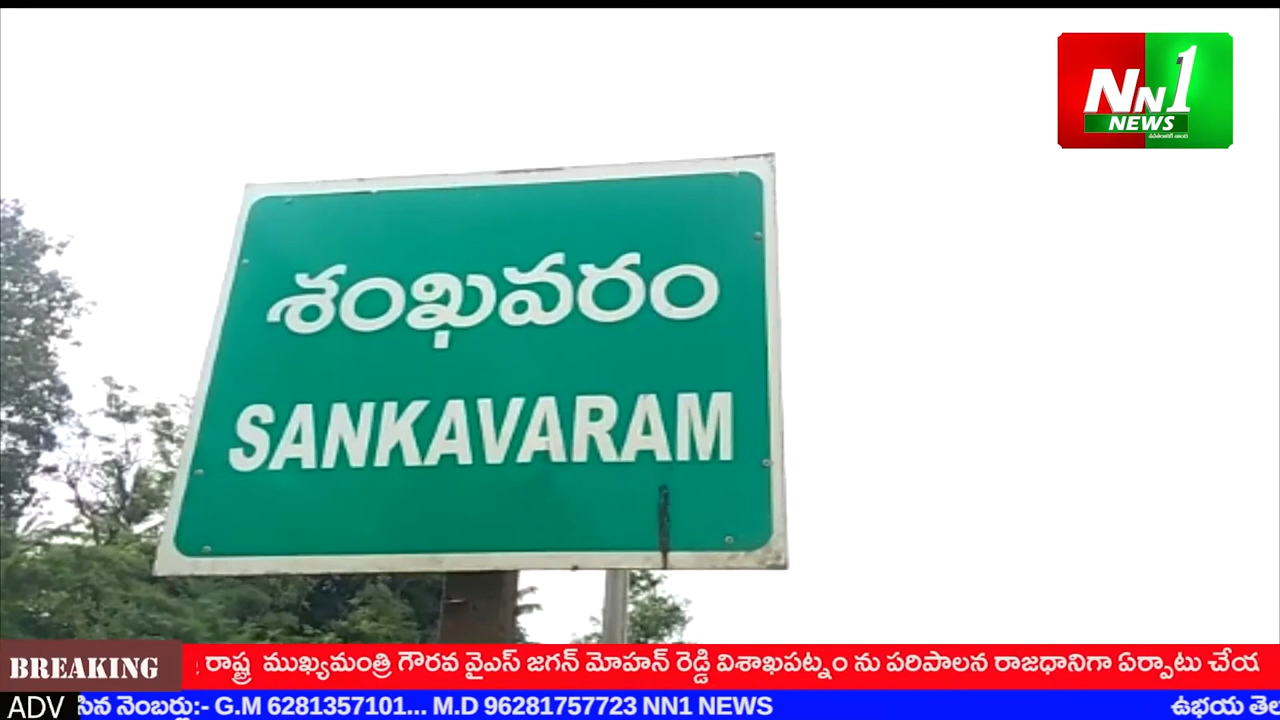 NN1
NEWS
శంఖవరం
SANKAVARAM
BREAKING
రాష్ట్ర ముఖ్యమంత్రి గౌరవ వైఎస్ జగన్ మోహన్ రెడ్డి విశాఖపట్నం ను పరిపాలన రాజధానిగా ఏర్పాటు చేయ
ADV
సిన నెంబర్లు:- G.M 6281357101... M.D 96281757723 NN1 NEWS ఉభయ తెల